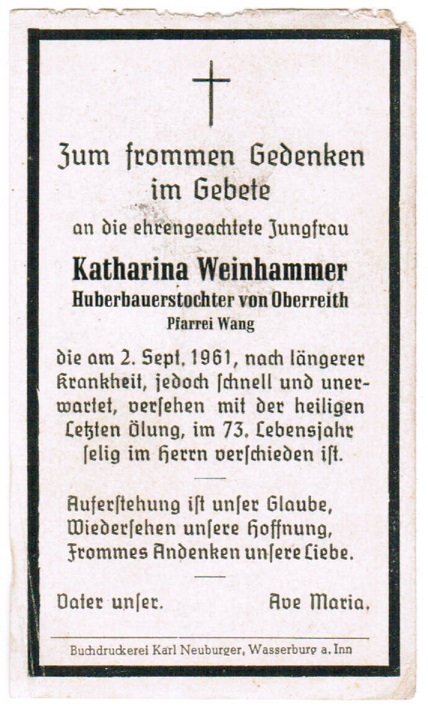 Zum frommen Gedenken
im Gebete
an die ehrengeachtete Jungfrau
Katharina Weinhammer
Huberbauerstochter von Oberreith
Pfarrei Wang
die am 2. Sept. 1961, nach längerer
Krankheit, jedoch schnell und uner-
wartet, versehen mit der heiligen
Letzten Ölung, im 73. Lebensjahr
selig im Herrn verschieden ist.
Auferstehung ist unser Glaube,
Wiedersehen unsere Hoffnung,
Frommes Andenken unsere Liebe.
Vater unser. Ave Maria.
Buchdruckerei Karl Neuburger, Wasserburg a. Inn